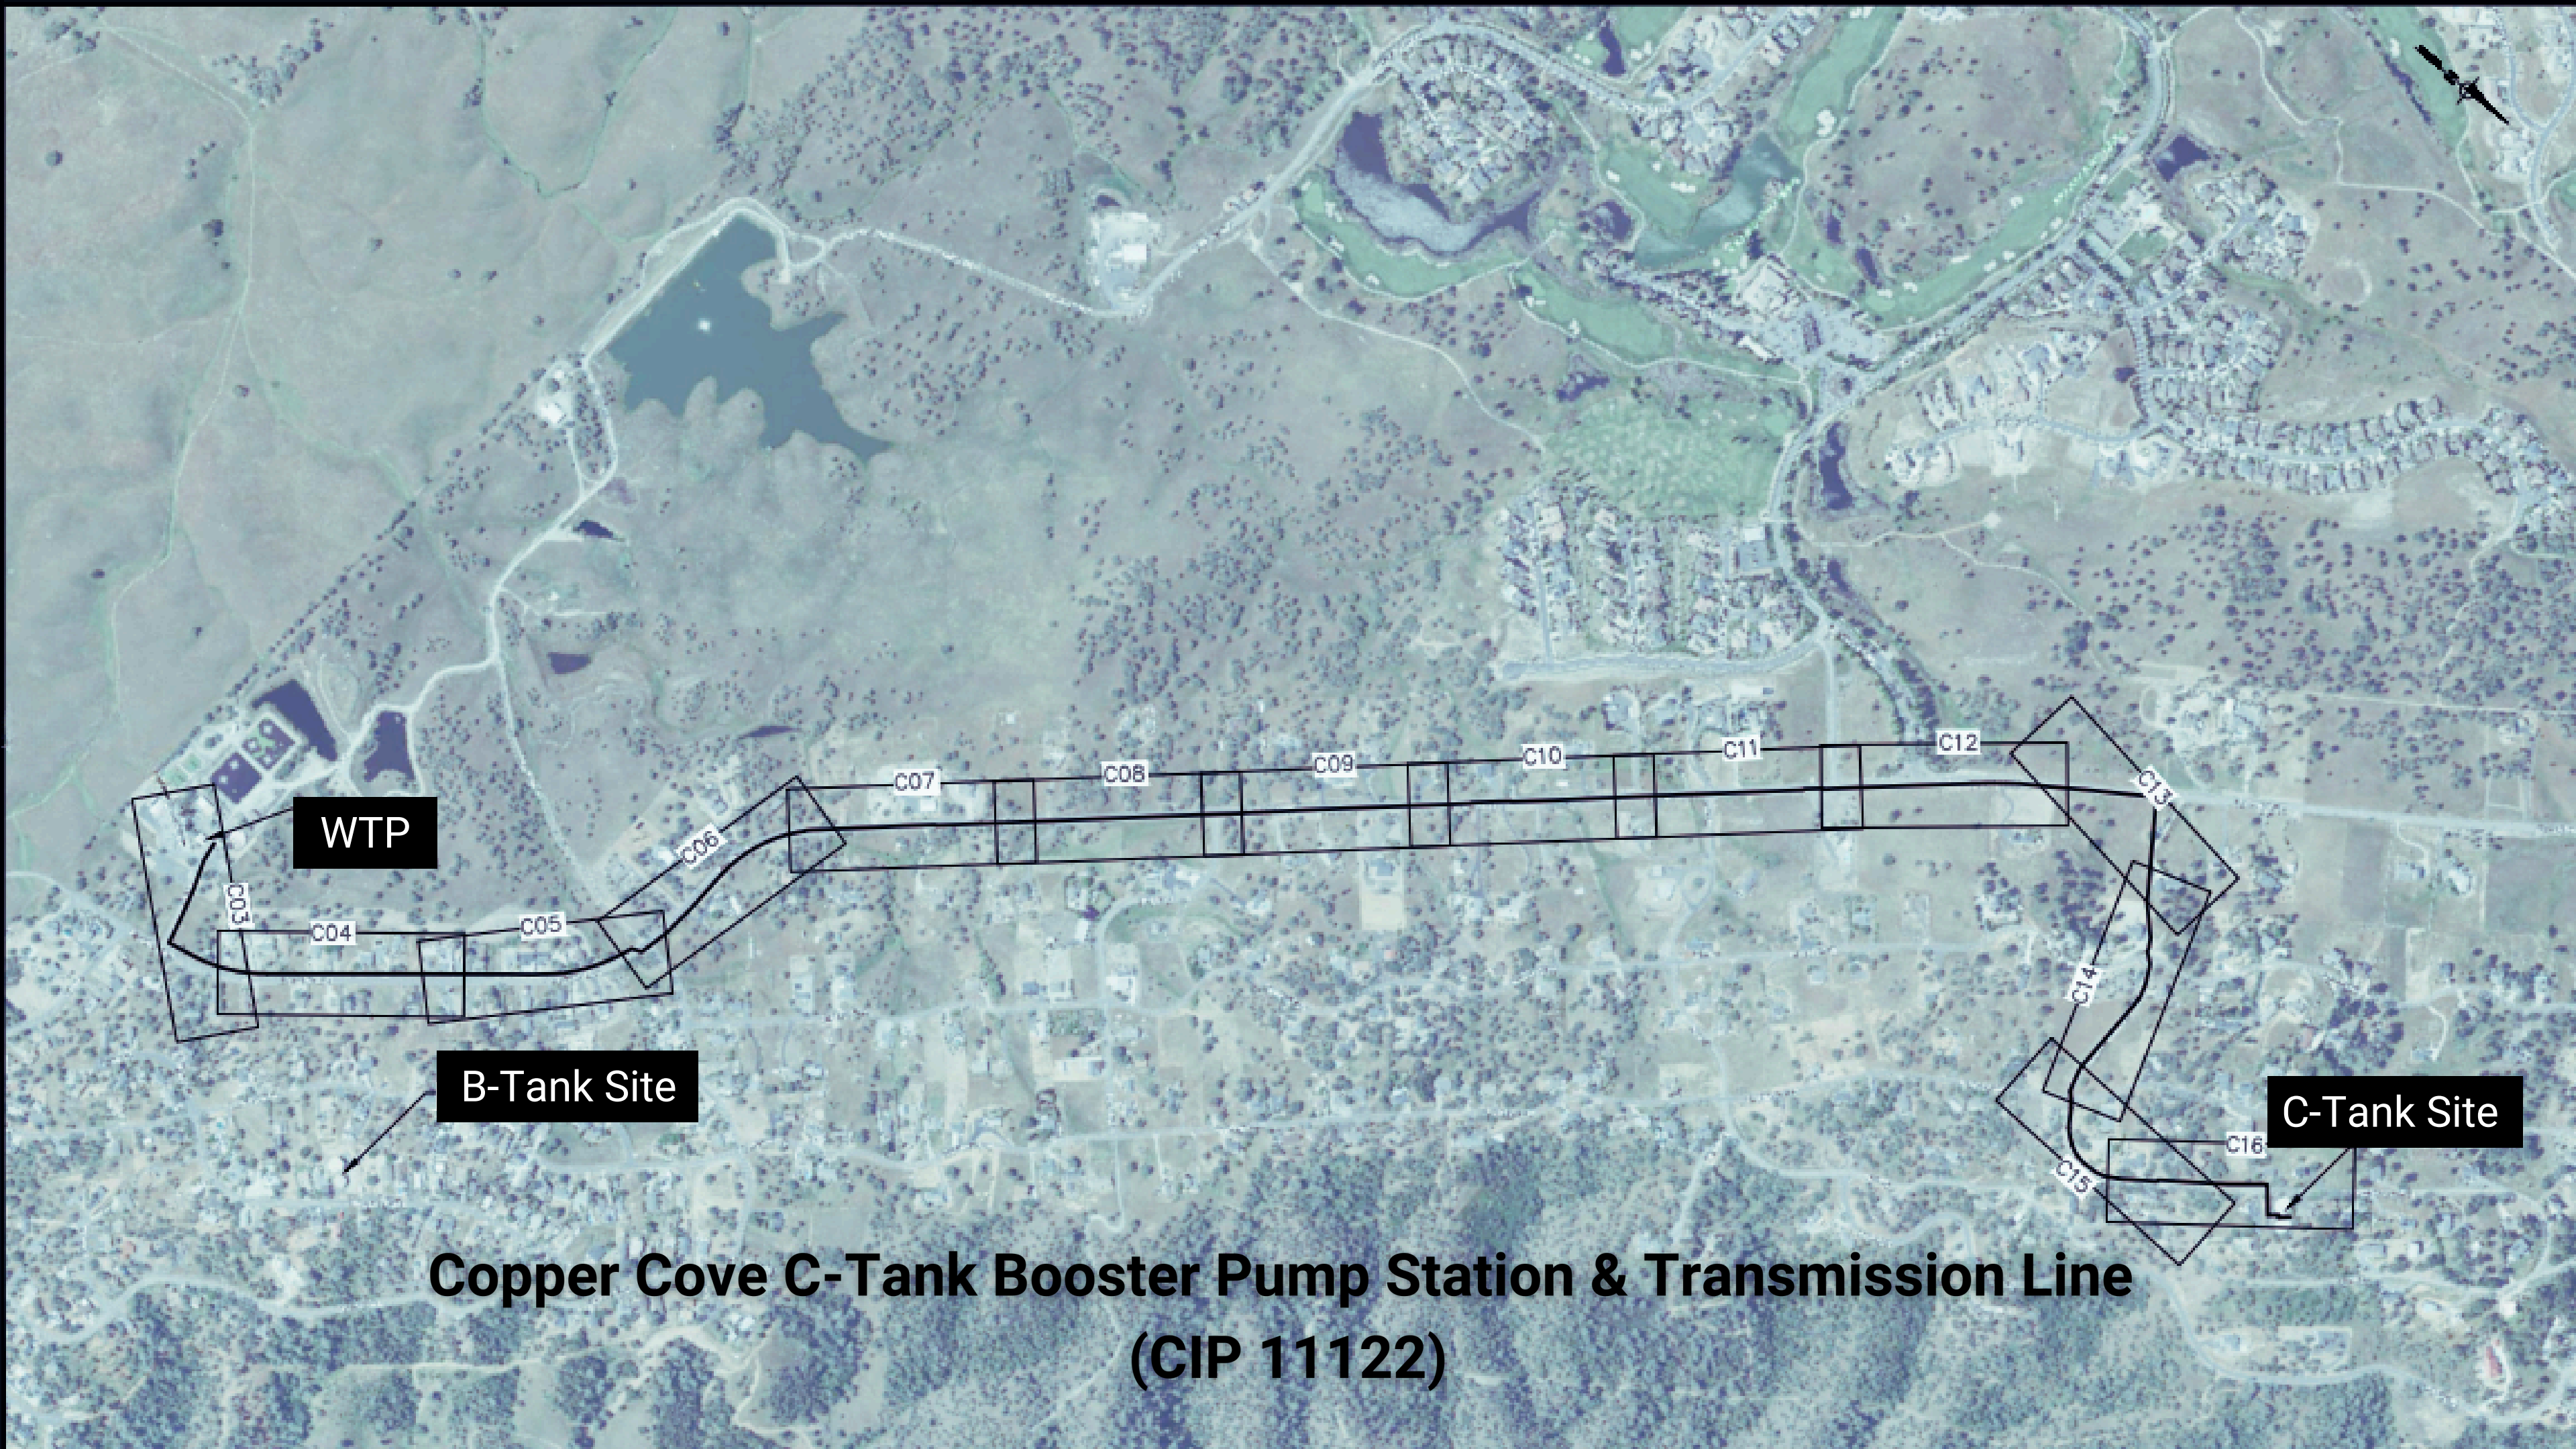 C12
C11
C10
C09
C08
C07
C13
C06
WTP
C03
C05
C04
C14
B-Tank Site
C-Tank Site
C16
C15
Copper Cove C-Tank Booster Pump Station & Transmission Line
(CIP 11122)